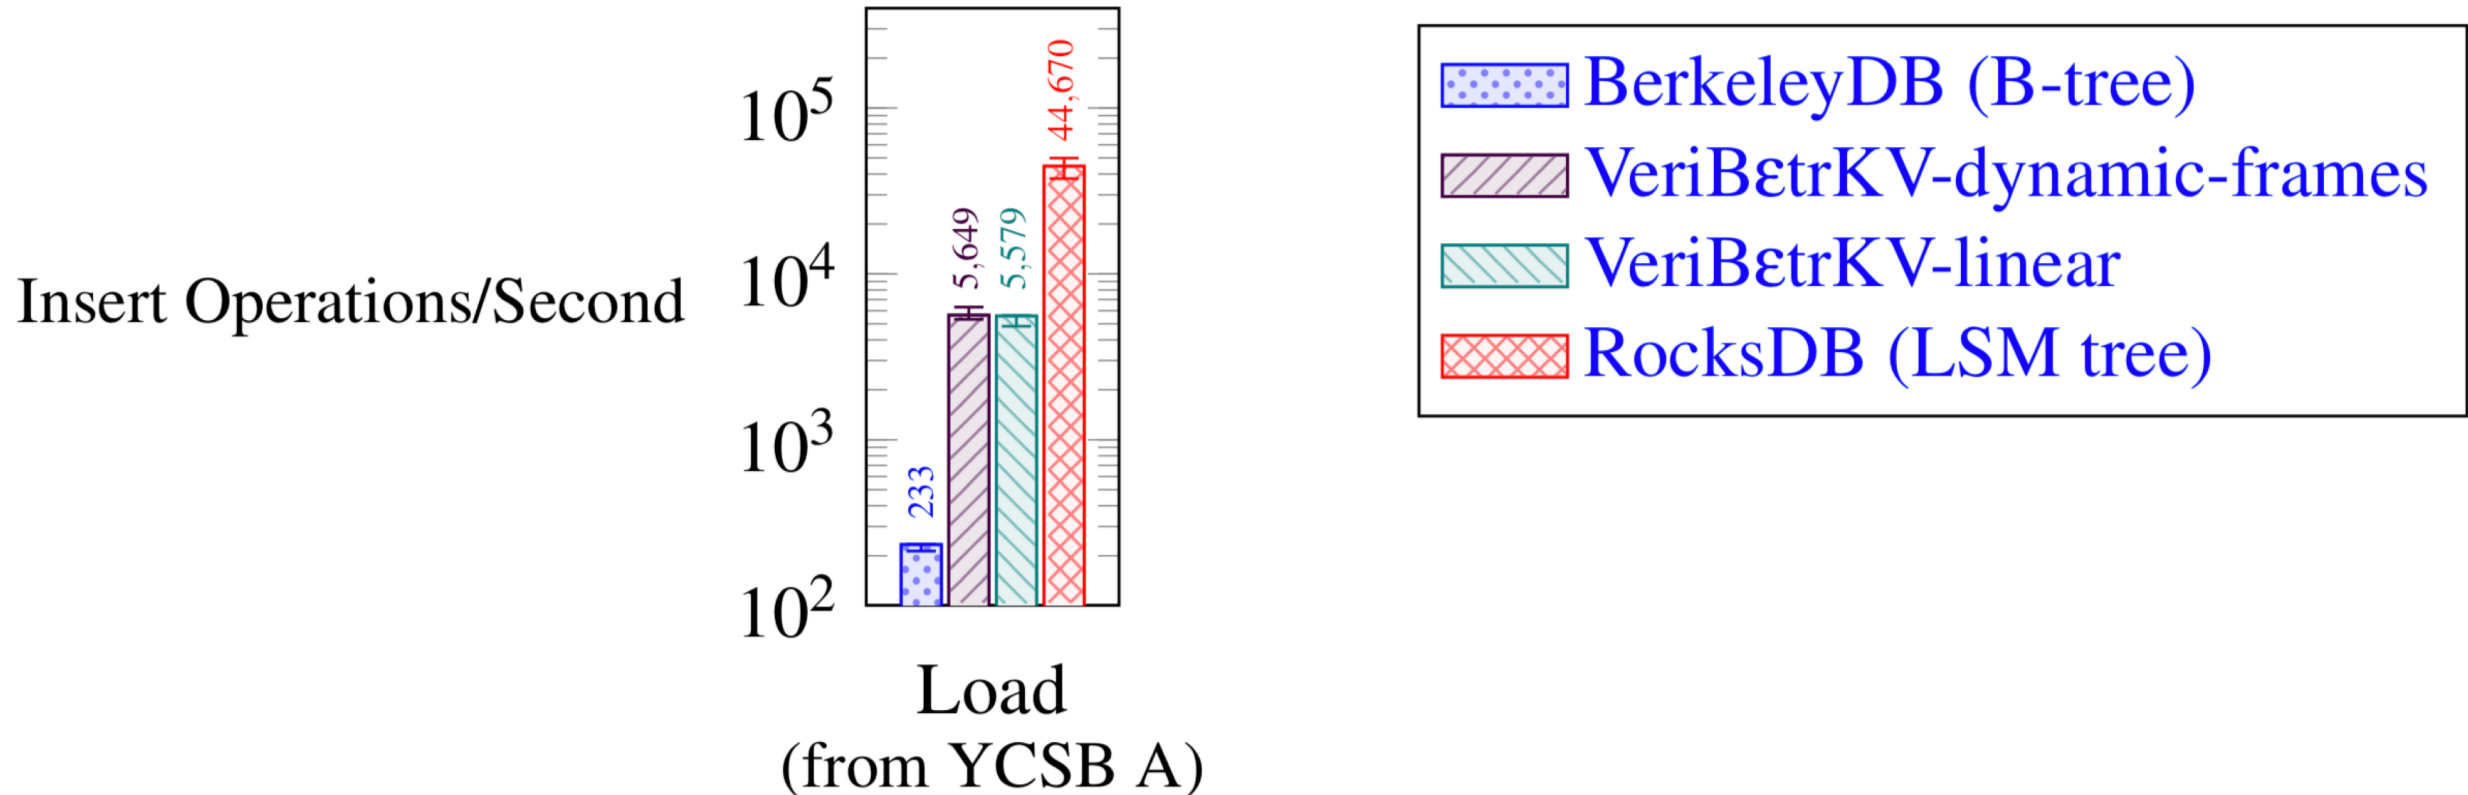 Insert Operations/Second
10^5
10^4
10^3
10^2
233
5,649
5,579
44,670
Load
(from YCSB A)
BerkeleyDB (B-tree)
VeriBεtrKV-dynamic-frames
VeriBεtrKV-linear
RocksDB (LSM tree)